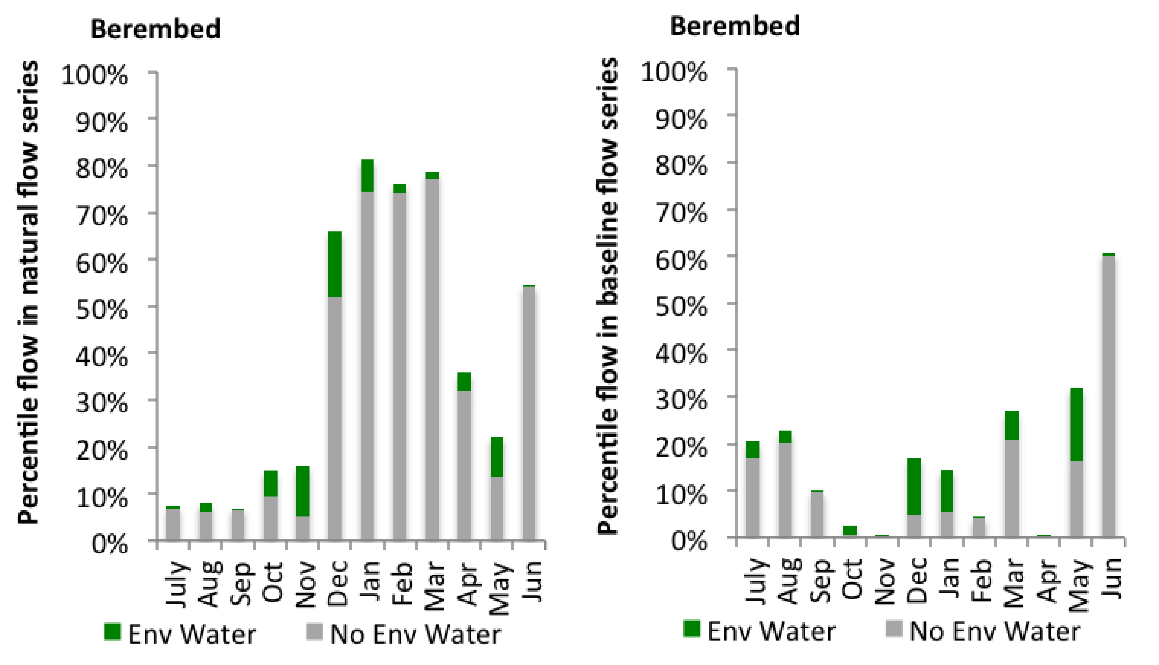 Berembed
Percentile flow in natural flow series
100%
90%
80%
70%
60%
50%
40%
30%
20%
10%
0%
July Aug Sep Oct Nov Dec Jan Feb Mar Apr May Jun
Env Water No Env Water
Berembed
Percentile flow in baseline flow series
100%
90%
80%
70%
60%
50%
40%
30%
20%
10%
0%
July Aug Sep Oct Nov Dec Jan Feb Mar Apr May Jun
Env Water No Env Water